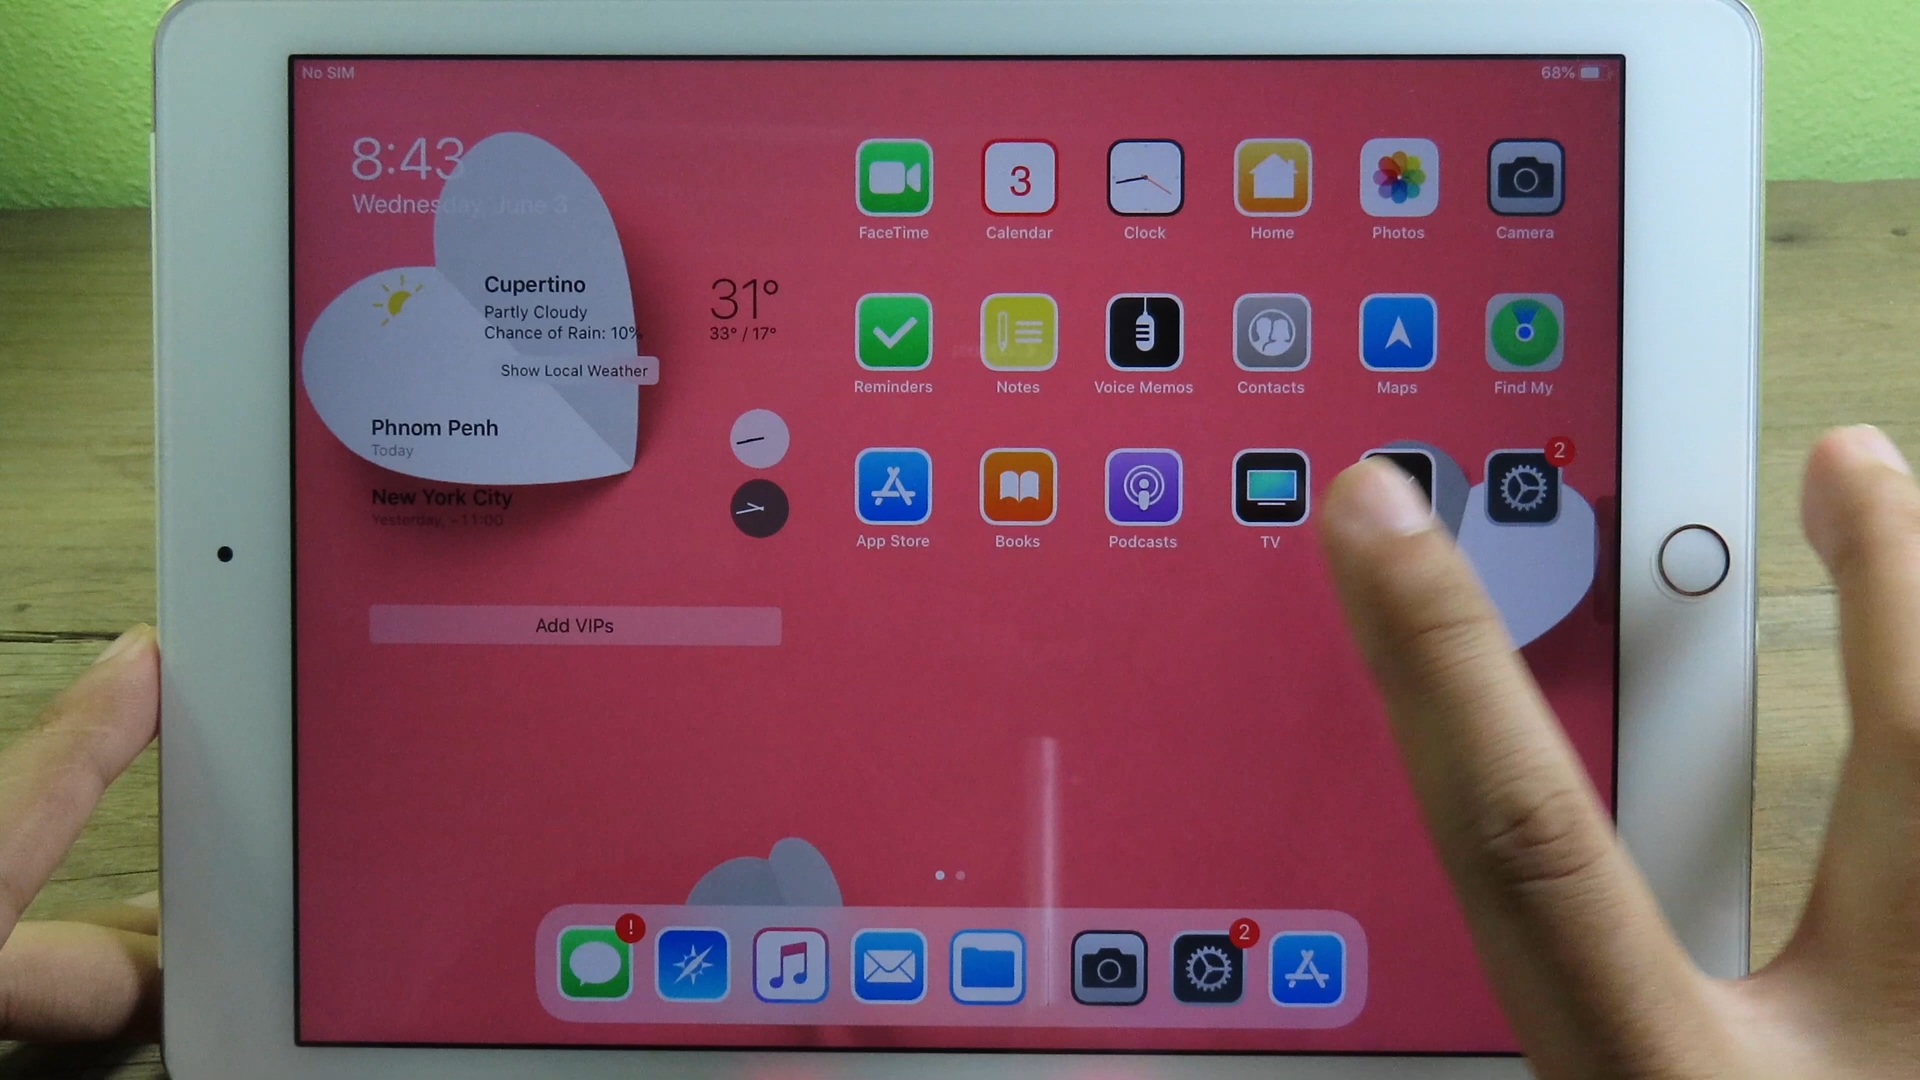 No SIM
68%
8:43
Wednesday, June 3
Cupertino
Partly Cloudy
Chance of Rain: 10%
31°
33° / 17°
Show Local Weather
Phnom Penh
Today
New York City
Yesterday, -11:00
Add VIPs
3
FaceTime
Calendar
Clock
Home
Photos
Camera
Reminders
Notes
Voice Memos
Contacts
Maps
Find My
2
App Store
Books
Podcasts
TV
!
2